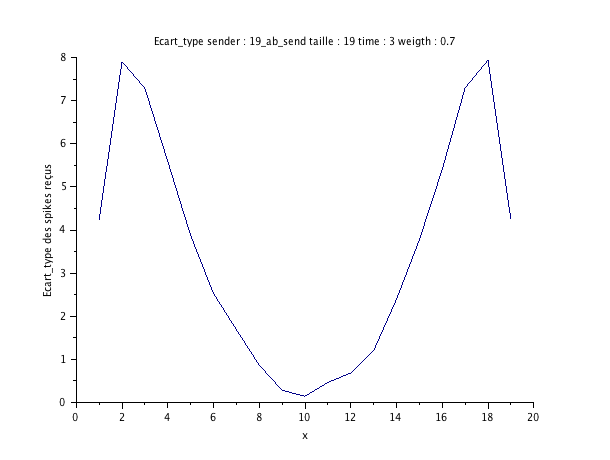 Ecart_type sender : 19_ab_send taille : 19 time : 3 weigth : 0.7
8
7
6
5
4
3
2
1
0
Ecart_type des spikes reçus
0 2 4 6 8 10 12 14 16 18 20
x